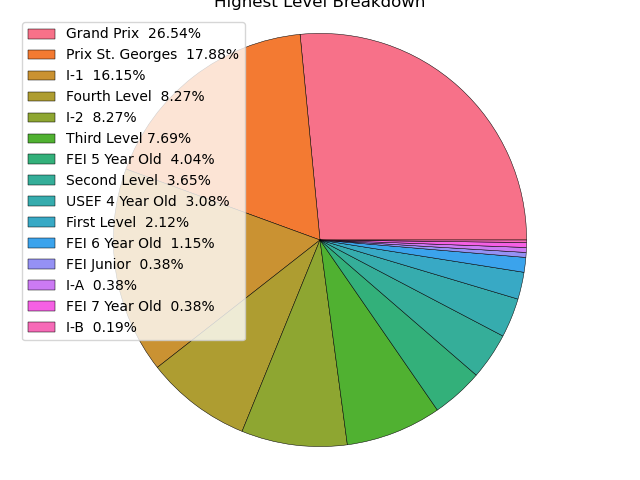 Highest Level Breakdown
Grand Prix  26.54%
Prix St. Georges  17.88%
I-1  16.15%
Fourth Level  8.27%
I-2  8.27%
Third Level 7.69%
FEI 5 Year Old  4.04%
Second Level  3.65%
USEF 4 Year Old  3.08%
First Level  2.12%
FEI 6 Year Old  1.15%
FEI Junior  0.38%
I-A  0.38%
FEI 7 Year Old  0.38%
I-B  0.19%